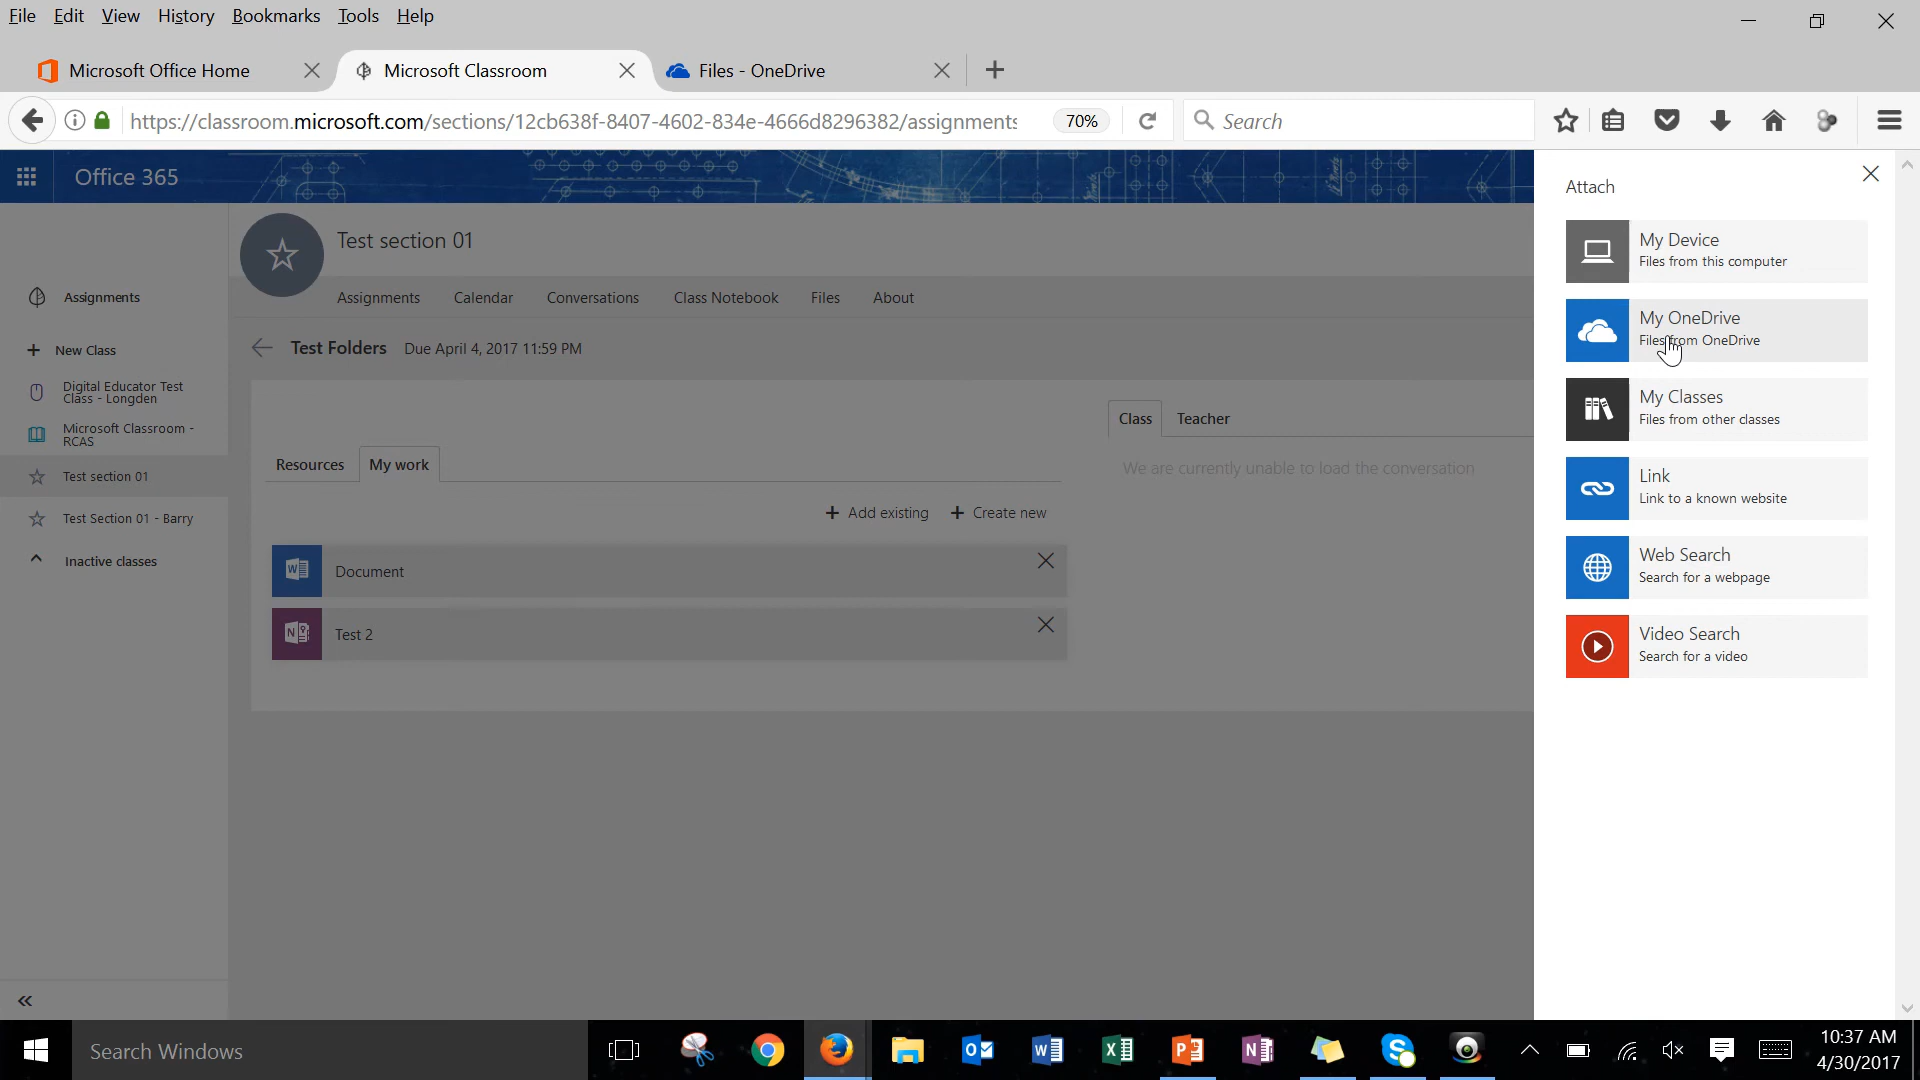 File Edit View History Bookmarks Tools Help
Microsoft Office Home
Microsoft Classroom
Files - OneDrive
https://classroom.microsoft.com/sections/12cb638f-8407-4602-834e-4666d8296382/assignments
70%
Search
Office 365
Attach
My Device
Files from this computer
My OneDrive
Files from OneDrive
My Classes
Files from other classes
Link
Link to a known website
Web Search
Search for a webpage
Video Search
Search for a video
Assignments
New Class
Digital Educator Test
Class - Longden
Microsoft Classroom -
RCAS
Test section 01
Test Section 01 - Barry
Inactive classes
Test section 01
Assignments Calendar Conversations Class Notebook Files About
Test Folders Due April 4, 2017 11:59 PM
Resources My work
Add existing Create new
Document
Test 2
Class Teacher
We are currently unable to load the conversation
Search Windows
10:37 AM
4/30/2017